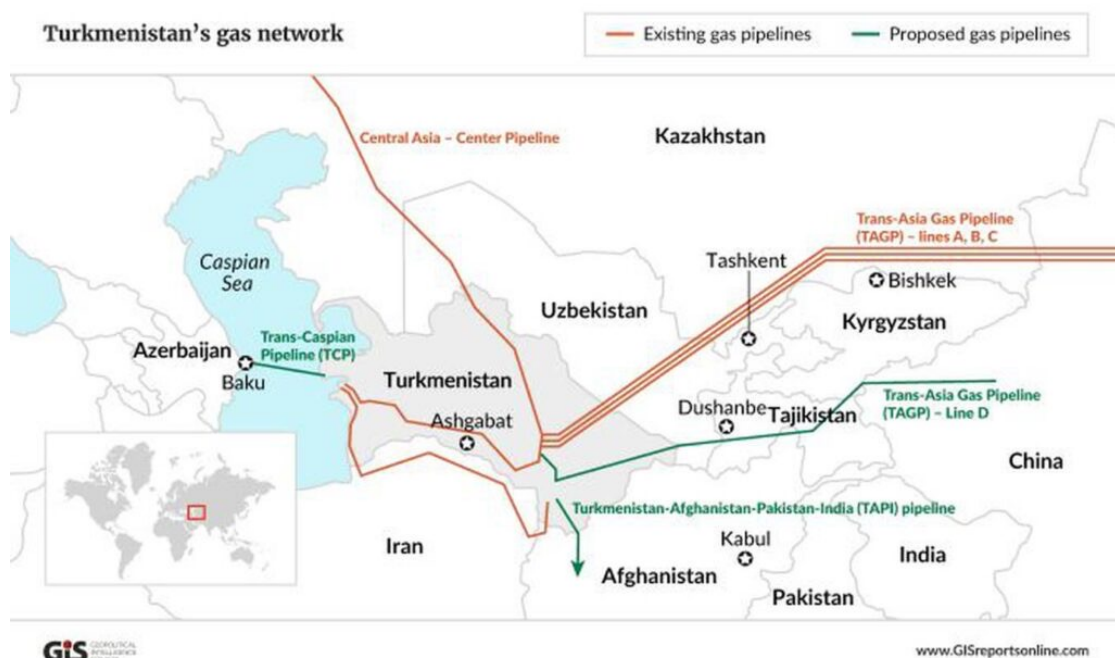 Turkmenistan's gas network
Existing gas pipelines
Proposed gas pipelines
Central Asia – Center Pipeline
Kazakhstan
Trans-Asia Gas Pipeline
(TAGP) – lines A, B, C
Caspian
Sea
Tashkent
Bishkek
Uzbekistan
Kyrgyzstan
Trans-Caspian
Pipeline (TCP)
Azerbaijan
Baku
Turkmenistan
Ashgabat
Dushanbe
Tajikistan
Trans-Asia Gas Pipeline
(TAGP) – Line D
China
Turkmenistan-Afghanistan-Pakistan-India (TAPI) pipeline
Iran
Kabul
India
Afghanistan
Pakistan
GIS
GEOPOLITICAL
INTELLIGENCE
www.GISreportsonline.com